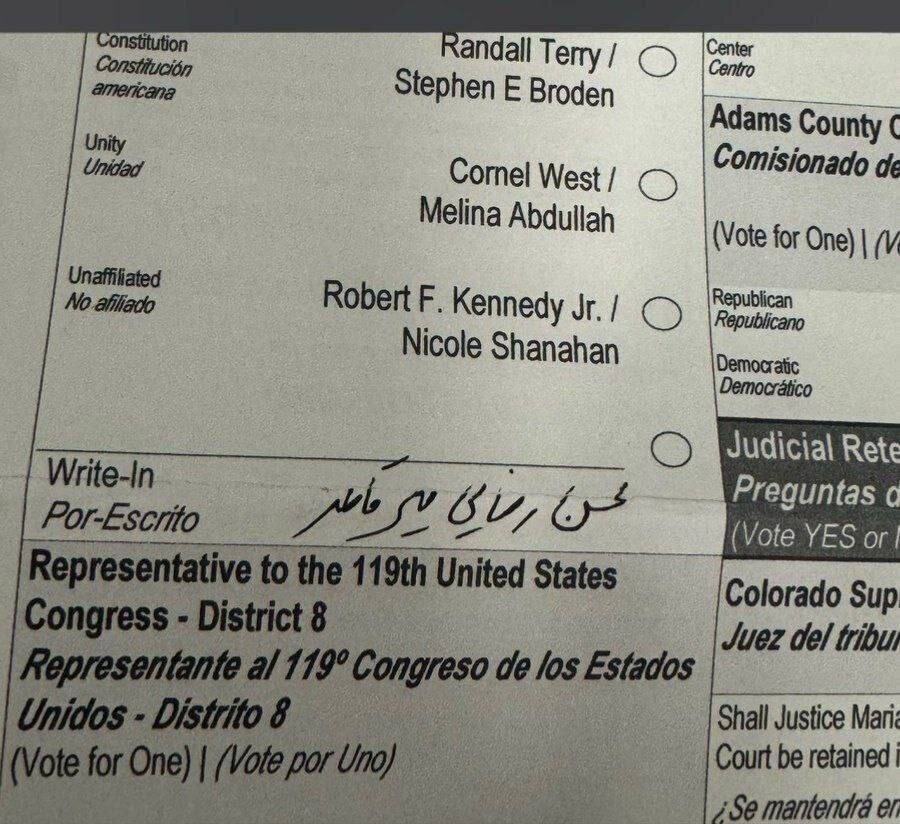 Constitution
Constitución
americana
Randall Terry /
Stephen E Broden
Unity
Unidad
Cornel West /
Melina Abdullah
Unaffiliated
No afiliado
Robert F. Kennedy Jr. /
Nicole Shanahan
Write-In
Por-Escrito
محسن رضایی میر قائد
Representative to the 119th United States
Congress - District 8
Representante al 119º Congreso de los Estados
Unidos - Distrito 8
(Vote for One) | (Vote por Uno)
Center
Centro
Adams County C
Comisionado de
(Vote for One) | (V
Republican
Republicano
Democratic
Democrático
Judicial Rete
Preguntas d
(Vote YES or
Colorado Sup
Juez del tribu
Shall Justice Maria
Court be retained i
¿Se mantendrá en